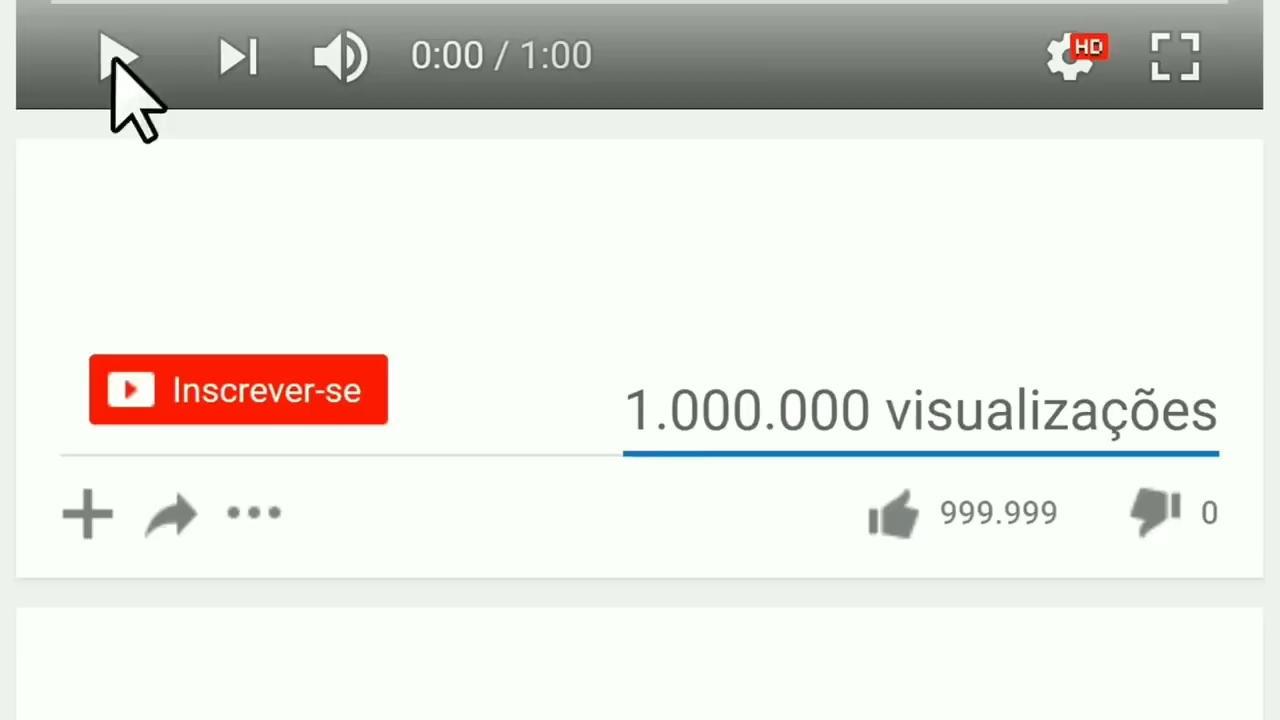 0:00 / 1:00
HD
Inscrever-se
1.000.000 visualizações
999.999
0